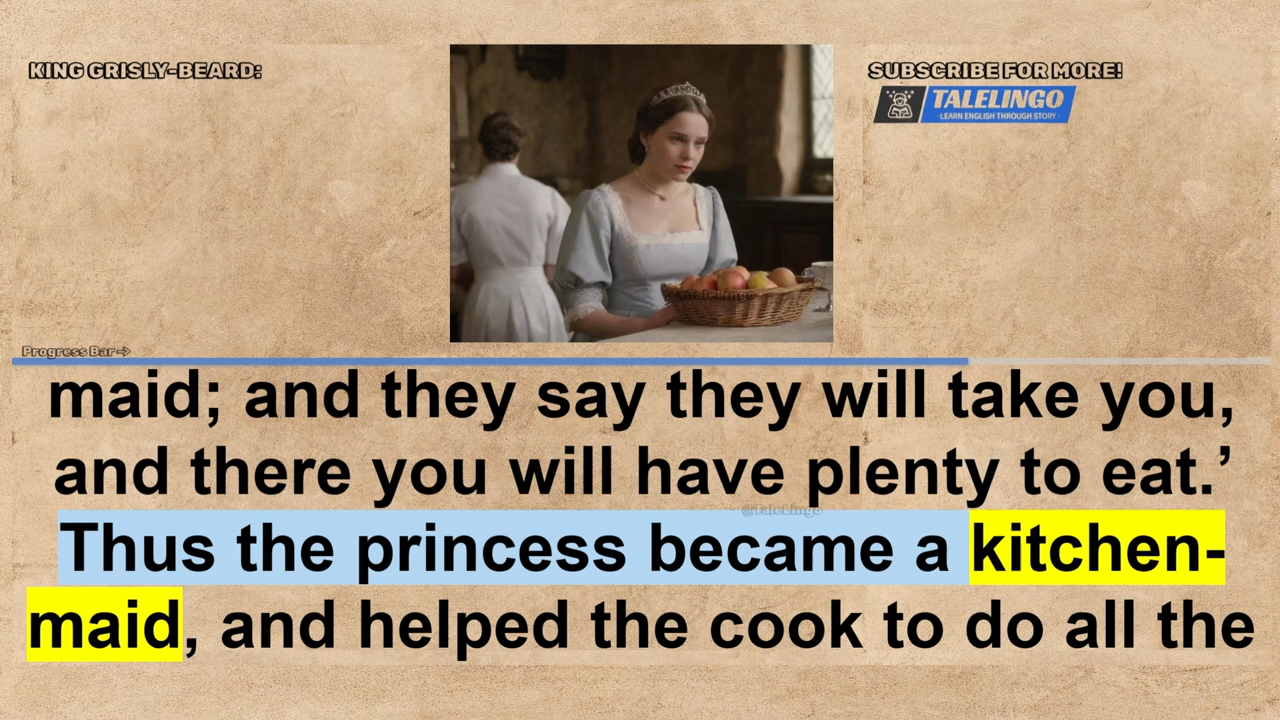 KING GRISLY-BEARD:
SUBSCRIBE FOR MORE!
TALELINGO
· LEARN ENGLISH THROUGH STORY ·
TaleLingo
Progress Bar->
maid; and they say they will take you,
and there you will have plenty to eat.’
@TaleLingo
Thus the princess became a kitchen-
maid, and helped the cook to do all the